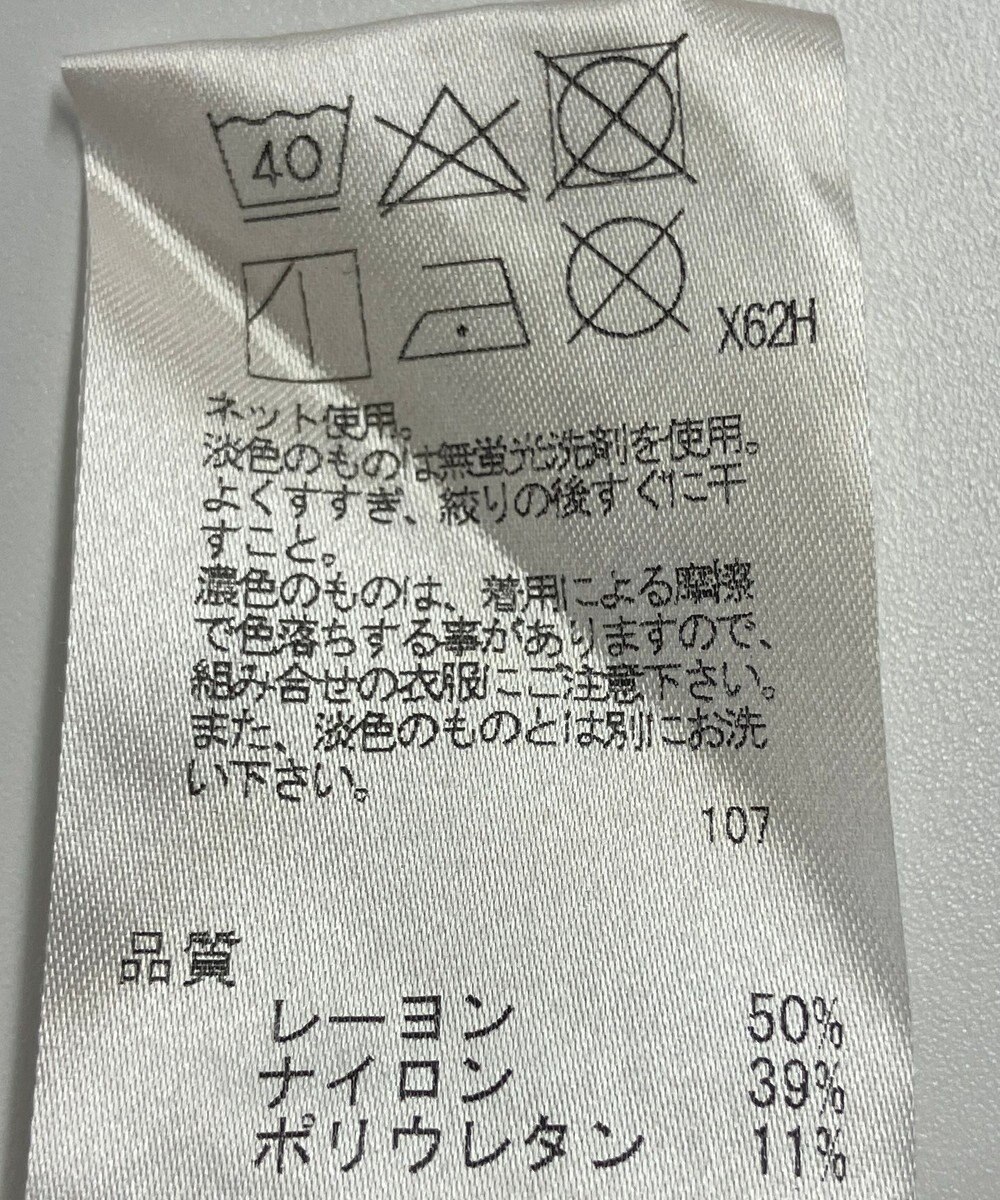 40
X62H
ネット使用。
淡色のものは無蛍光洗剤を使用。
よくすすぎ、絞りの後すぐに干
すこと。
濃色のものは、着用による摩擦
で色落ちする事がありますので、
組み合せの衣服にご注意下さい。
また、淡色のものとは別にお洗
い下さい。
107
品質
レーヨン 50%
ナイロン 39%
ポリウレタン 11%